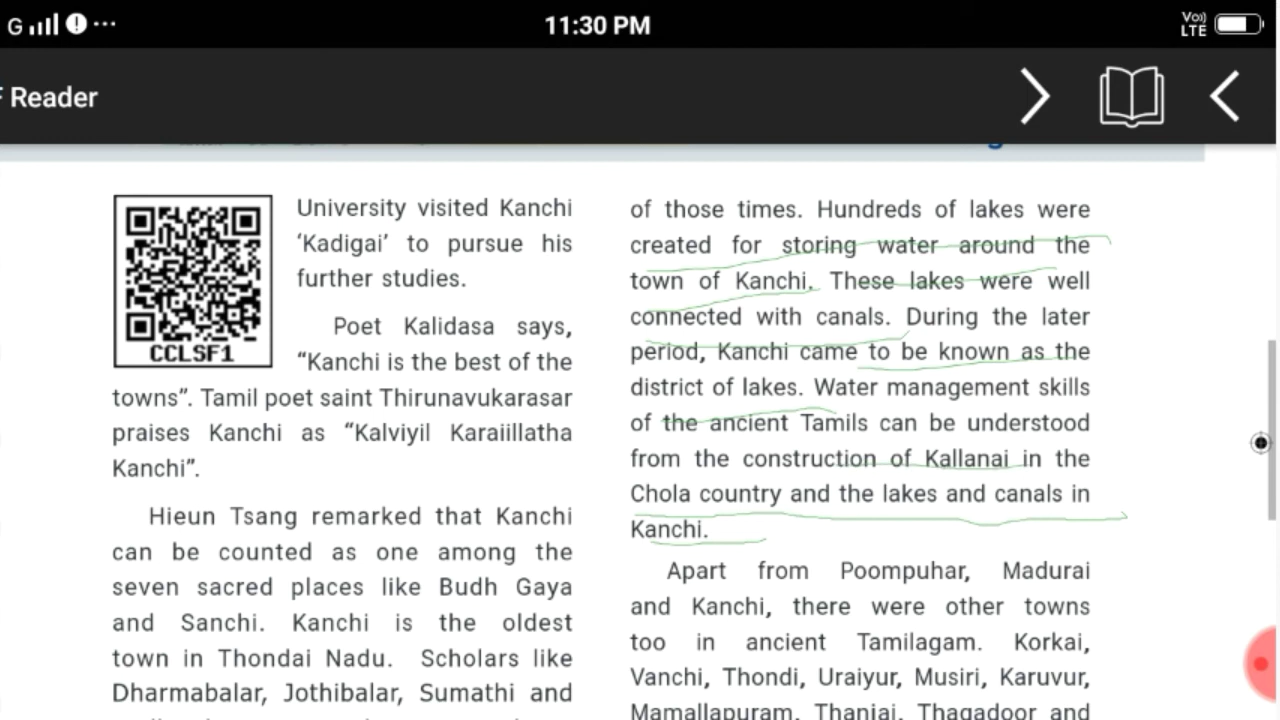 G
11:30 PM
Vo)) LTE
Reader
CCLSF1
University visited Kanchi
‘Kadigai’ to pursue his
further studies.
Poet Kalidasa says,
“Kanchi is the best of the
towns”. Tamil poet saint Thirunavukarasar
praises Kanchi as “Kalviyil Karaiillatha
Kanchi”.
Hieun Tsang remarked that Kanchi
can be counted as one among the
seven sacred places like Budh Gaya
and Sanchi. Kanchi is the oldest
town in Thondai Nadu. Scholars like
Dharmabalar, Jothibalar, Sumathi and
of those times. Hundreds of lakes were
created for storing water around the
town of Kanchi. These lakes were well
connected with canals. During the later
period, Kanchi came to be known as the
district of lakes. Water management skills
of the ancient Tamils can be understood
from the construction of Kallanai in the
Chola country and the lakes and canals in
Kanchi.
Apart from Poompuhar, Madurai
and Kanchi, there were other towns
too in ancient Tamilagam. Korkai,
Vanchi, Thondi, Uraiyur, Musiri, Karuvur,
Mamallapuram, Thanjai, Thagadoor and